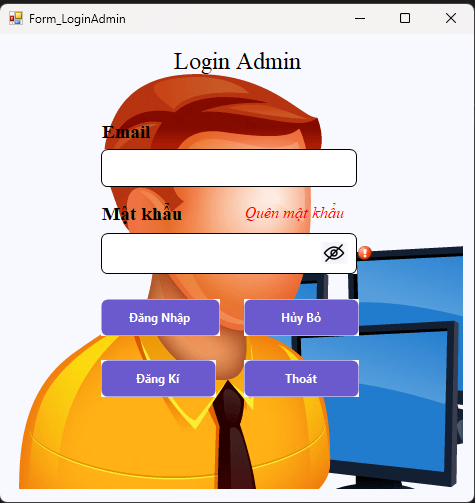 Form_LoginAdmin
Login Admin
Email
Mật khẩu Quên mật khẩu
Đăng Nhập Hủy Bỏ
Đăng Kí Thoát